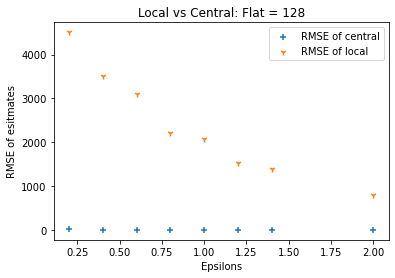 Local vs Central: Flat = 128
RMSE of central
RMSE of local
RMSE of esitmates
4000
3000
2000
1000
0
0.25 0.50 0.75 1.00 1.25 1.50 1.75 2.00
Epsilons